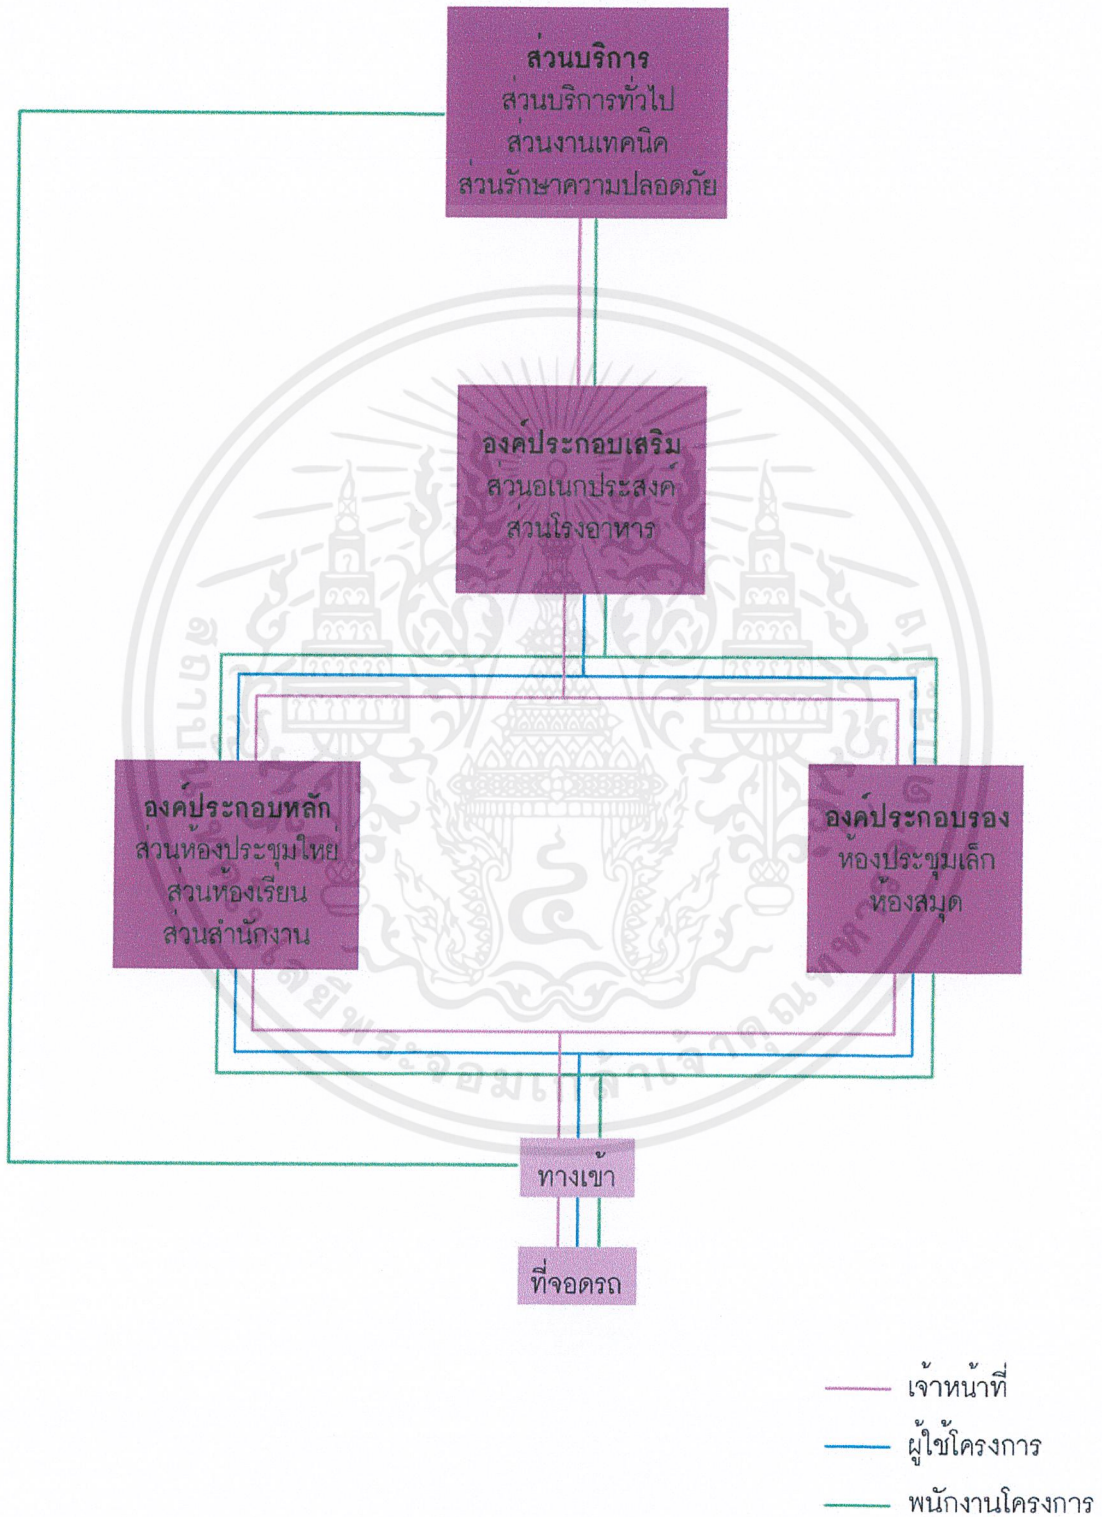 ส่วนบริการ
ส่วนบริการทั่วไป
ส่วนงานเทคนิค
ส่วนรักษาความปลอดภัย
องค์ประกอบเสริม
ส่วนอเนกประสงค์
ส่วนโรงอาหาร
องค์ประกอบหลัก
ส่วนห้องประชุมใหญ่
ส่วนห้องเรียน
ส่วนสำนักงาน
องค์ประกอบรอง
ห้องประชุมเล็ก
ห้องสมุด
ทางเข้า
ที่จอดรถ
เจ้าหน้าที่
ผู้ใช้โครงการ
พนักงานโครงการ